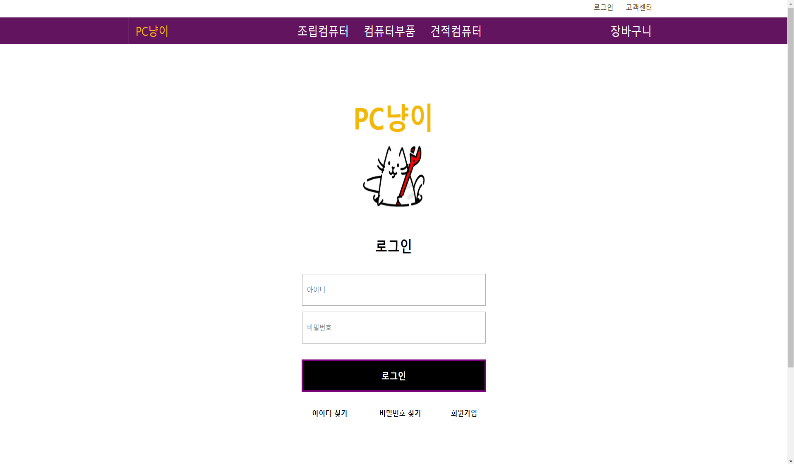 로그인 고객센터
PC냥이 조립컴퓨터 컴퓨터부품 견적컴퓨터 장바구니
PC냥이
로그인
아이디
비밀번호
로그인
아이디 찾기 비밀번호 찾기 회원가입